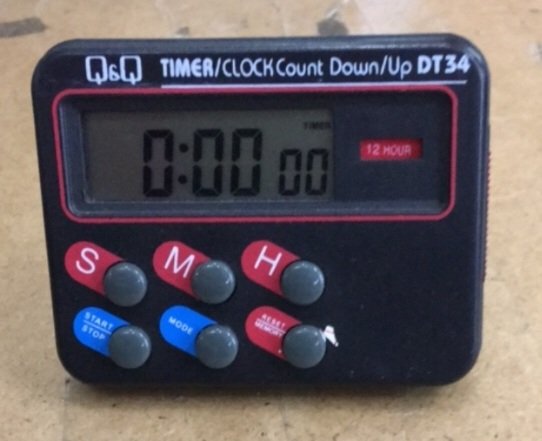 Q&Q TIMER/CLOCK Count Down/Up DT34
TIMER
0:00 00
12 HOUR
S M H
START
STOP
MODE
RESET
MEMORY